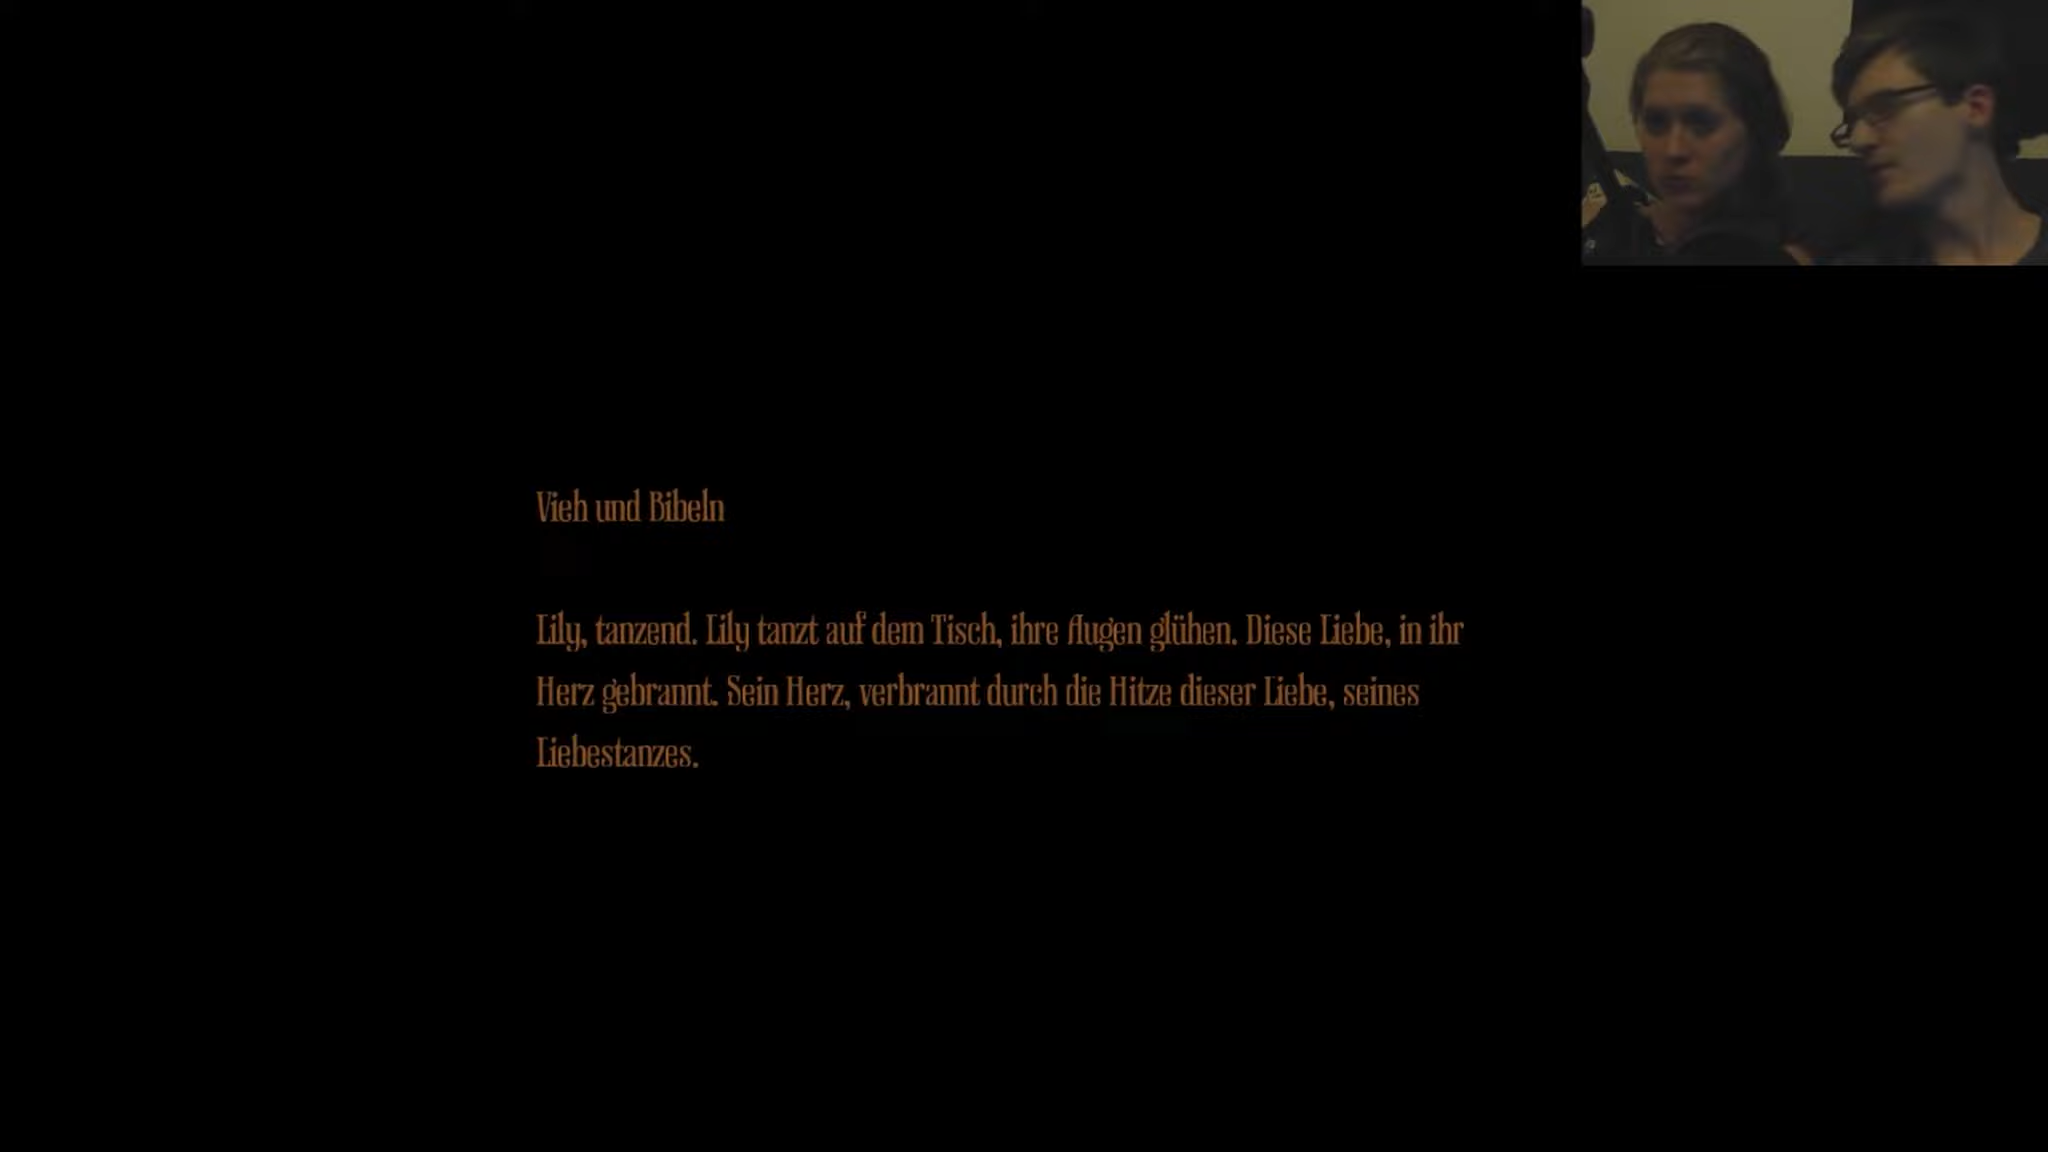 Vieh und Bibeln
Lily, tanzend. Lily tanzt auf dem Tisch, ihre Augen glühen. Diese Liebe, in ihr
Herz gebrannt. Sein Herz, verbrannt durch die Hitze dieser Liebe, seines
Liebestanzes.